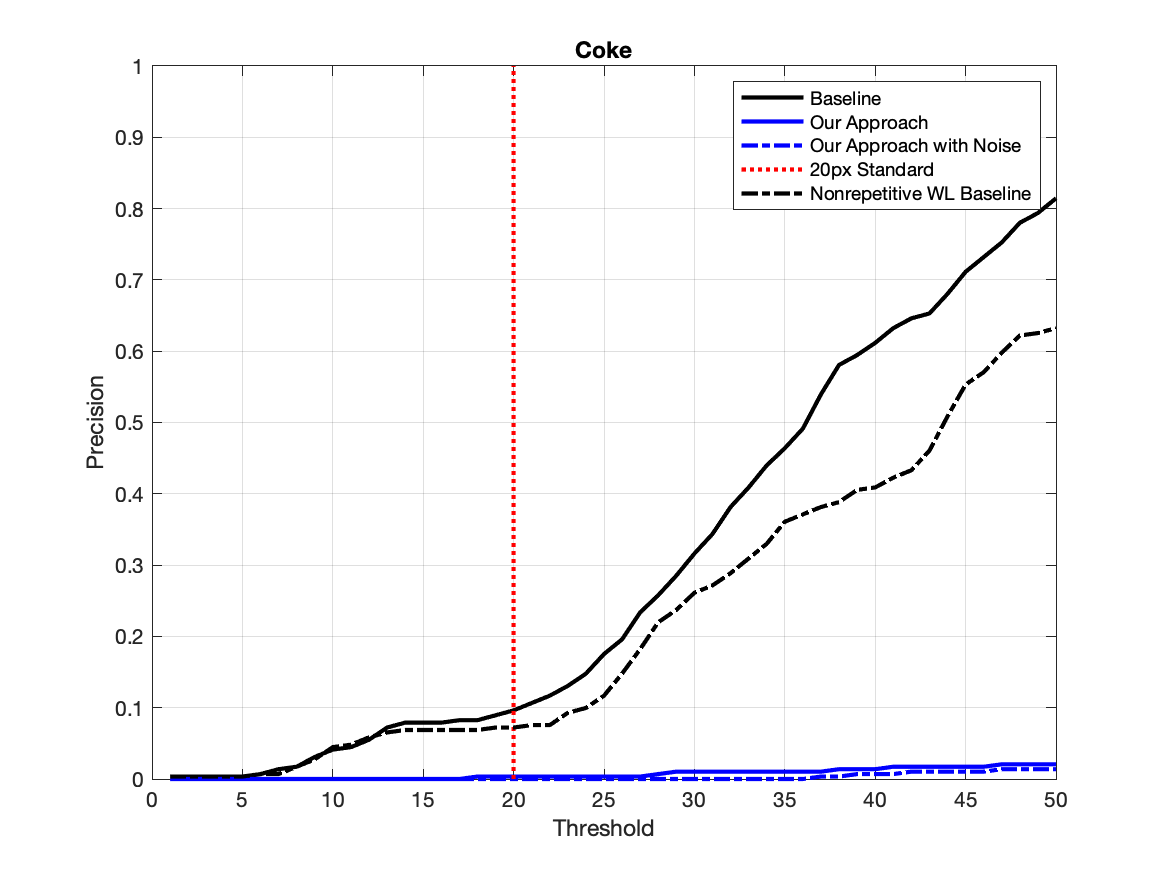 Coke
1
0.9
0.8
0.7
0.6
0.5
0.4
0.3
0.2
0.1
0
Precision
Baseline
Our Approach
Our Approach with Noise
20px Standard
Nonrepetitive WL Baseline
0 5 10 15 20 25 30 35 40 45 50
Threshold